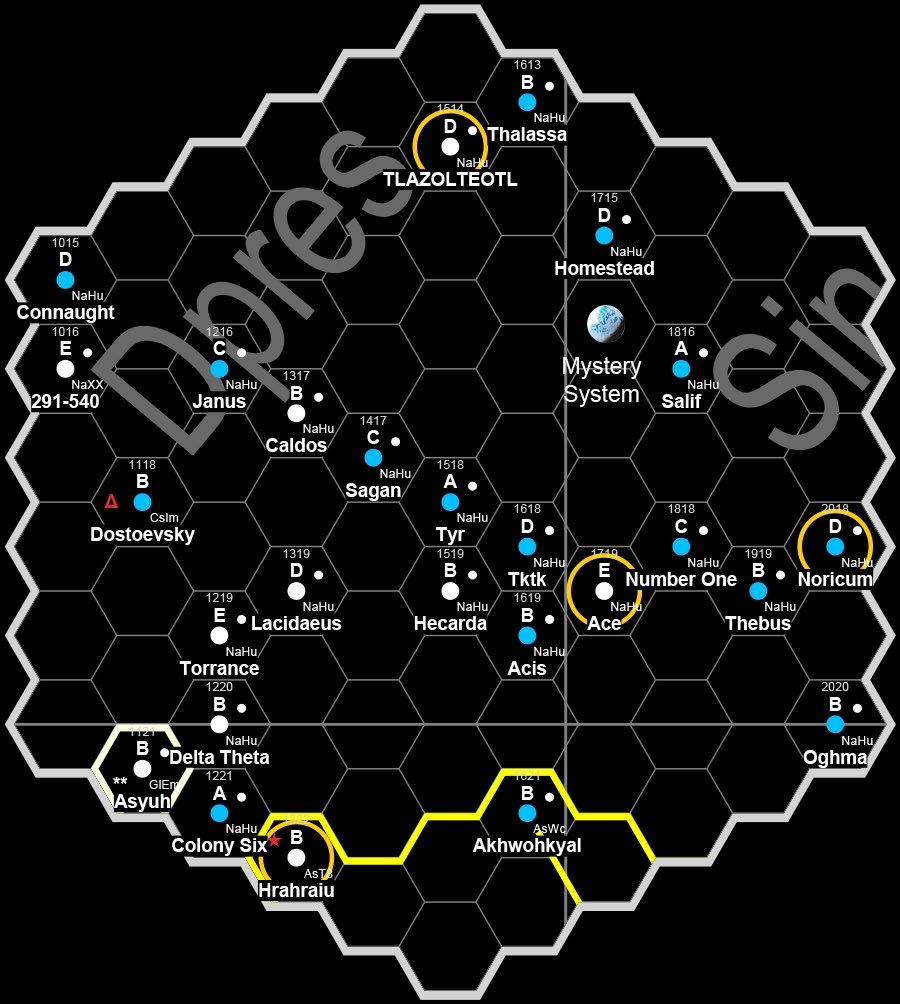 1613
B
NaHu
Thalassa
1514
D
NaHu
TLAZOLTEOTL
1715
D
NaHu
Homestead
1015
D
NaHu
Connaught
Dpres
Sin
1016
E
NaXX
291-540
1216
C
NaHu
Janus
Mystery
System
1816
A
NaHu
Salif
1317
B
NaHu
Caldos
1417
C
NaHu
Sagan
1118
B
Δ
CsIm
Dostoevsky
1518
A
NaHu
Tyr
1618
D
NaHu
Tktk
1818
C
NaHu
Number One
2018
D
NaHu
Noricum
1319
D
NaHu
Lacidaeus
1519
B
NaHu
Hecarda
1719
E
NaHu
Ace
1919
B
NaHu
Thebus
1219
E
NaHu
Torrance
1619
B
NaHu
Acis
1220
B
NaHu
Delta Theta
2020
B
NaHu
Oghma
1121
B
**
Asyuh
1221
A
NaHu
Colony Six
1621
B
AsWc
Akhwohkyal
B
Hrahraiu